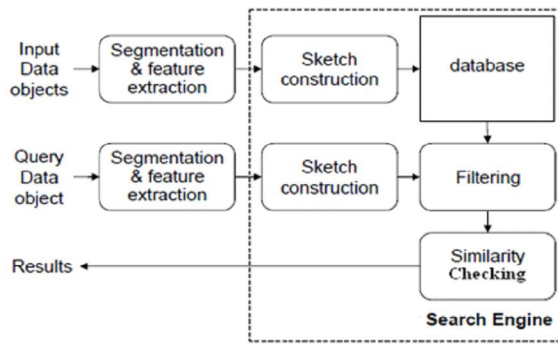 Input
Data
objects
Segmentation
& feature
extraction
Sketch
construction
database
Query
Data
object
Segmentation
& feature
extraction
Sketch
construction
Filtering
Results
Similarity
Checking
Search Engine